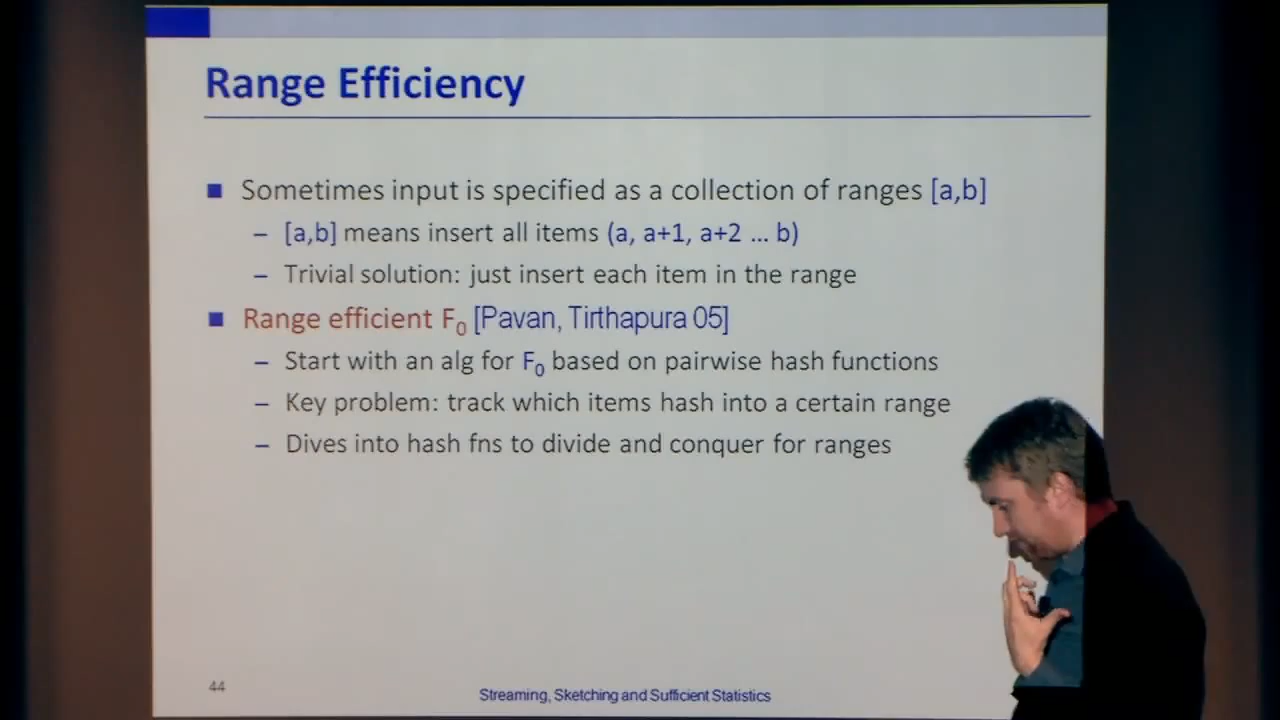 Range Efficiency
■ Sometimes input is specified as a collection of ranges [a,b]
– [a,b] means insert all items (a, a+1, a+2 ... b)
– Trivial solution: just insert each item in the range
■ Range efficient F₀ [Pavan, Tirthapura 05]
– Start with an alg for F₀ based on pairwise hash functions
– Key problem: track which items hash into a certain range
– Dives into hash fns to divide and conquer for ranges
44
Streaming, Sketching and Sufficient Statistics